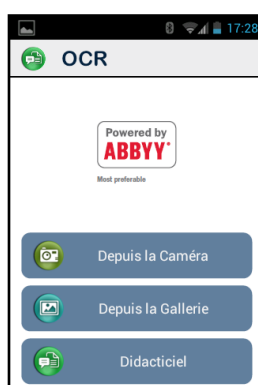 17:28
OCR
Powered by
ABBYY
Most preferable
Depuis la Caméra
Depuis la Gallerie
Didacticiel